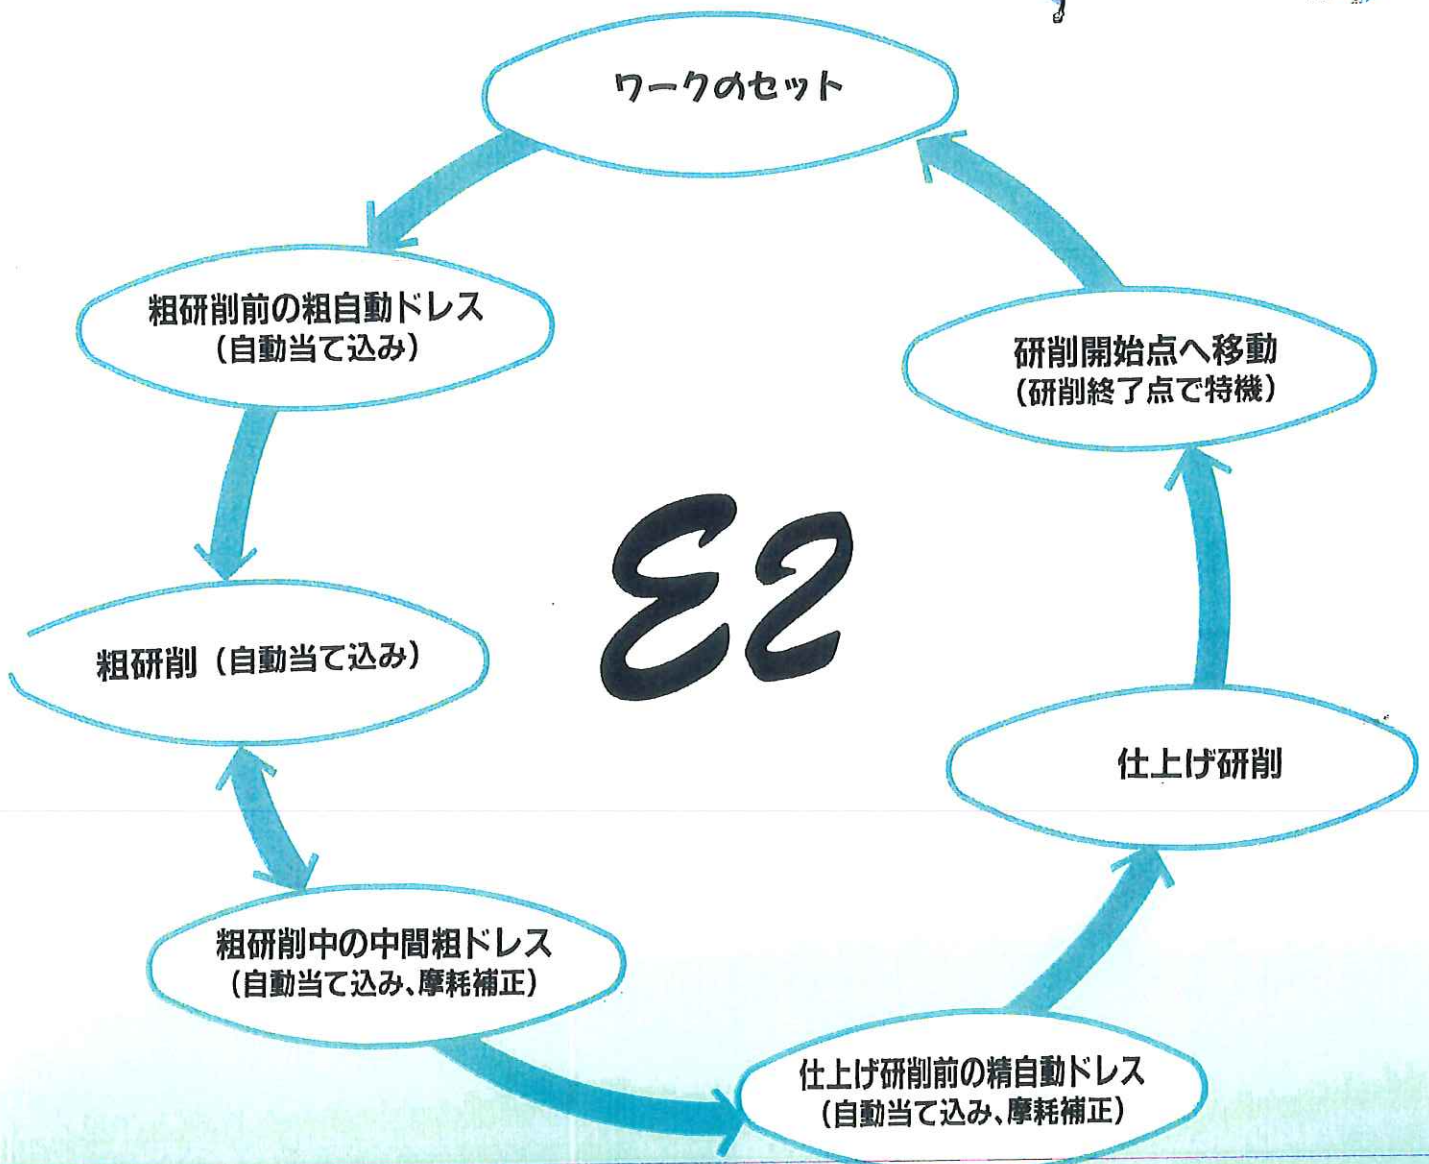 ワークのセット
粗研削前の粗自動ドレス
(自動当て込み)
粗研削(自動当て込み)
粗研削中の中間粗ドレス
(自動当て込み、摩耗補正)
仕上げ研削前の精自動ドレス
(自動当て込み、摩耗補正)
仕上げ研削
研削開始点へ移動
(研削終了点で特機)
E2